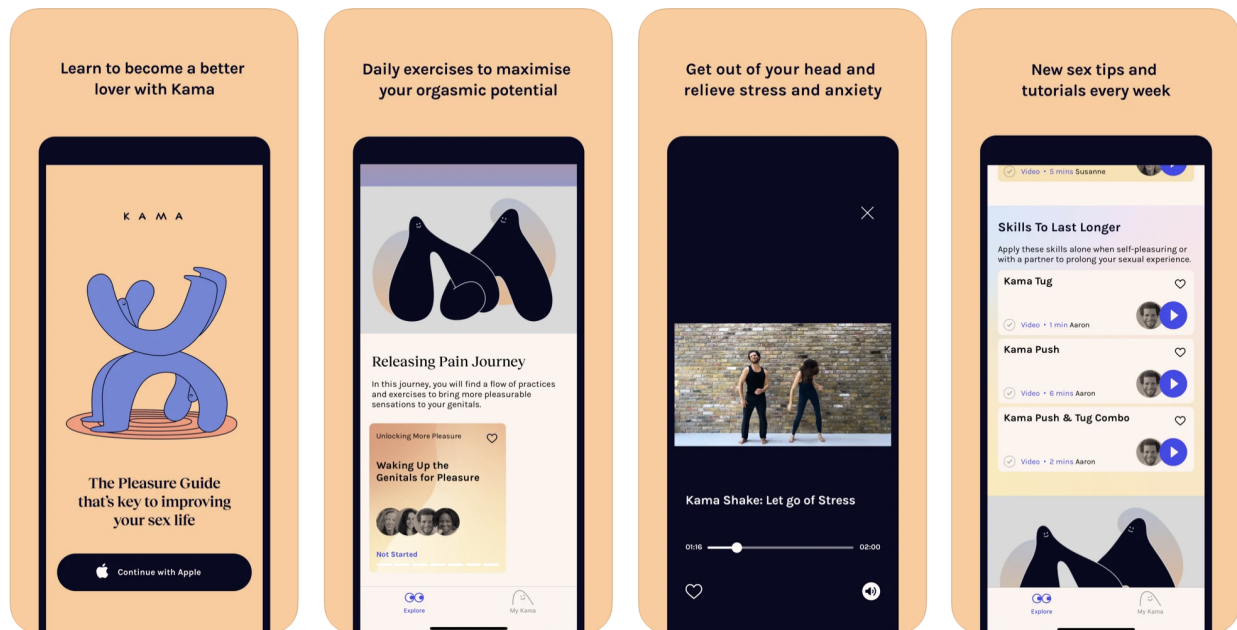 Learn to become a better
lover with Kama
KAMA
The Pleasure Guide
that's key to improving
your sex life
Continue with Apple
Daily exercises to maximise
your orgasmic potential
Releasing Pain Journey
In this journey, you will find a flow of practices
and exercises to bring more pleasurable
sensations to your genitals.
Unlocking More Pleasure
Waking Up the
Genitals for Pleasure
Not Started
Explore
My Kama
Get out of your head and
relieve stress and anxiety
Kama Shake: Let go of Stress
01:16
02:00
New sex tips and
tutorials every week
Video • 5 mins Susanne
Skills To Last Longer
Apply these skills alone when self-pleasuring or
with a partner to prolong your sexual experience.
Kama Tug
Video • 1 min Aaron
Kama Push
Video • 6 mins Aaron
Kama Push & Tug Combo
Video • 2 mins Aaron
Explore
My Kama